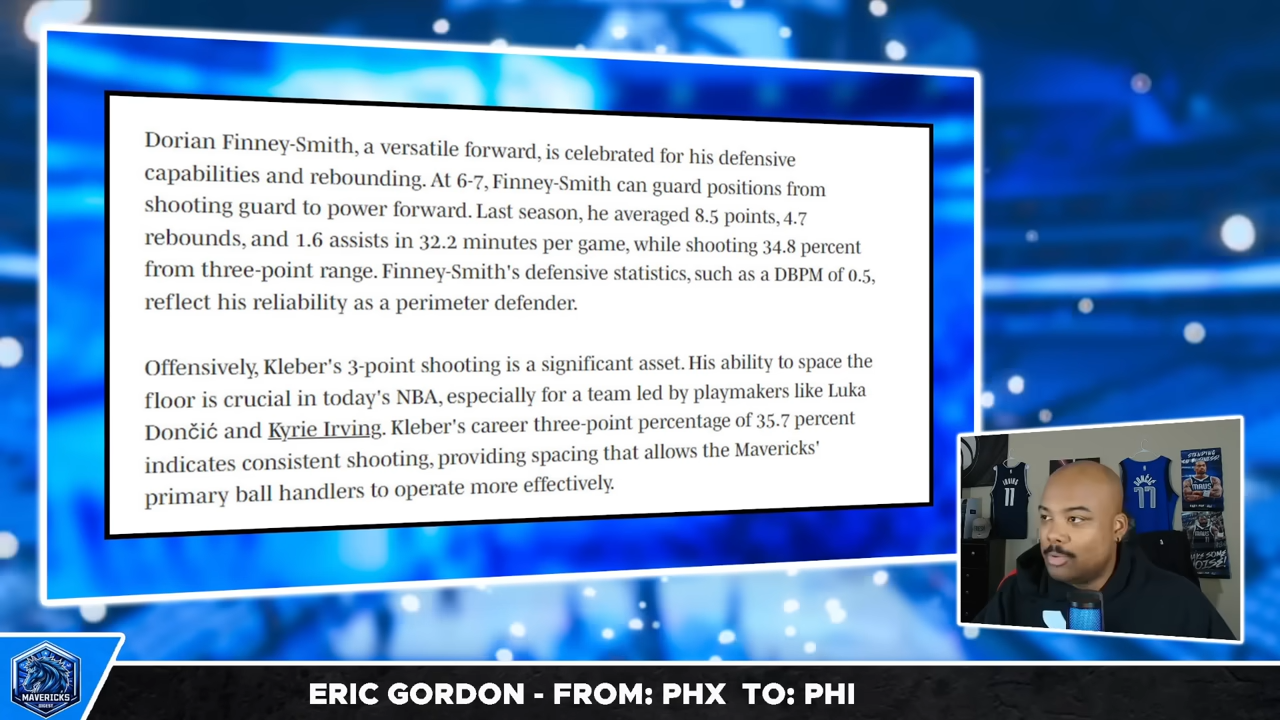 Dorian Finney-Smith, a versatile forward, is celebrated for his defensive
capabilities and rebounding. At 6-7, Finney-Smith can guard positions from
shooting guard to power forward. Last season, he averaged 8.5 points, 4.7
rebounds, and 1.6 assists in 32.2 minutes per game, while shooting 34.8 percent
from three-point range. Finney-Smith's defensive statistics, such as a DBPM of 0.5,
reflect his reliability as a perimeter defender.
Offensively, Kleber's 3-point shooting is a significant asset. His ability to space the
floor is crucial in today's NBA, especially for a team led by playmakers like Luka
Dončić and Kyrie Irving. Kleber's career three-point percentage of 35.7 percent
indicates consistent shooting, providing spacing that allows the Mavericks'
primary ball handlers to operate more effectively.
11
77
MAVS
NOISE!
MAVERICKS
DIGEST
ERIC GORDON - FROM: PHX TO: PHI